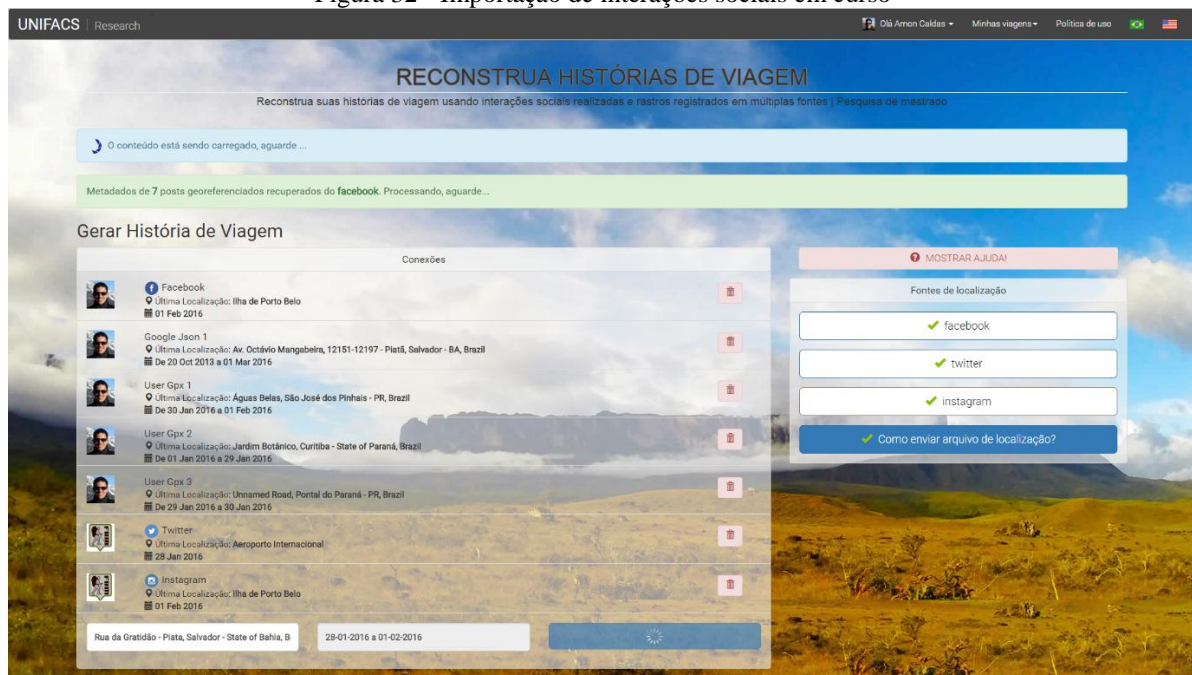 Figura 32 - Importação de interações sociais em curso
UNIFACS | Research
Olá Arnon Caldas
Minhas viagens
Política de uso
RECONSTRUA HISTÓRIAS DE VIAGEM
Reconstrua suas histórias de viagem usando interações sociais realizadas e rastros registrados em múltiplas fontes | Pesquisa de mestrado
O conteúdo está sendo carregado, aguarde ...
Metadados de 7 posts georeferenciados recuperados do facebook. Processando, aguarde...
Gerar História de Viagem
Conexões
Facebook
Última Localização: Ilha de Porto Belo
01 Feb 2016
Google Json 1
Última Localização: Av. Octávio Mangabeira, 12151-12197 - Piatã, Salvador - BA, Brazil
De 20 Oct 2013 a 01 Mar 2016
User Gpx 1
Última Localização: Águas Belas, São José dos Pinhais - PR, Brazil
De 30 Jan 2016 a 01 Feb 2016
User Gpx 2
Última Localização: Jardim Botânico, Curitiba - State of Paraná, Brazil
De 01 Jan 2016 a 29 Jan 2016
User Gpx 3
Última Localização: Unnamed Road, Pontal do Paraná - PR, Brazil
De 29 Jan 2016 a 30 Jan 2016
Twitter
Última Localização: Aeroporto Internacional
28 Jan 2016
Instagram
Última Localização: Ilha de Porto Belo
01 Feb 2016
Rua da Gratidão - Piata, Salvador - State of Bahia, B
28-01-2016 a 01-02-2016
MOSTRAR AJUDA!
Fontes de localização
facebook
twitter
instagram
Como enviar arquivo de localização?